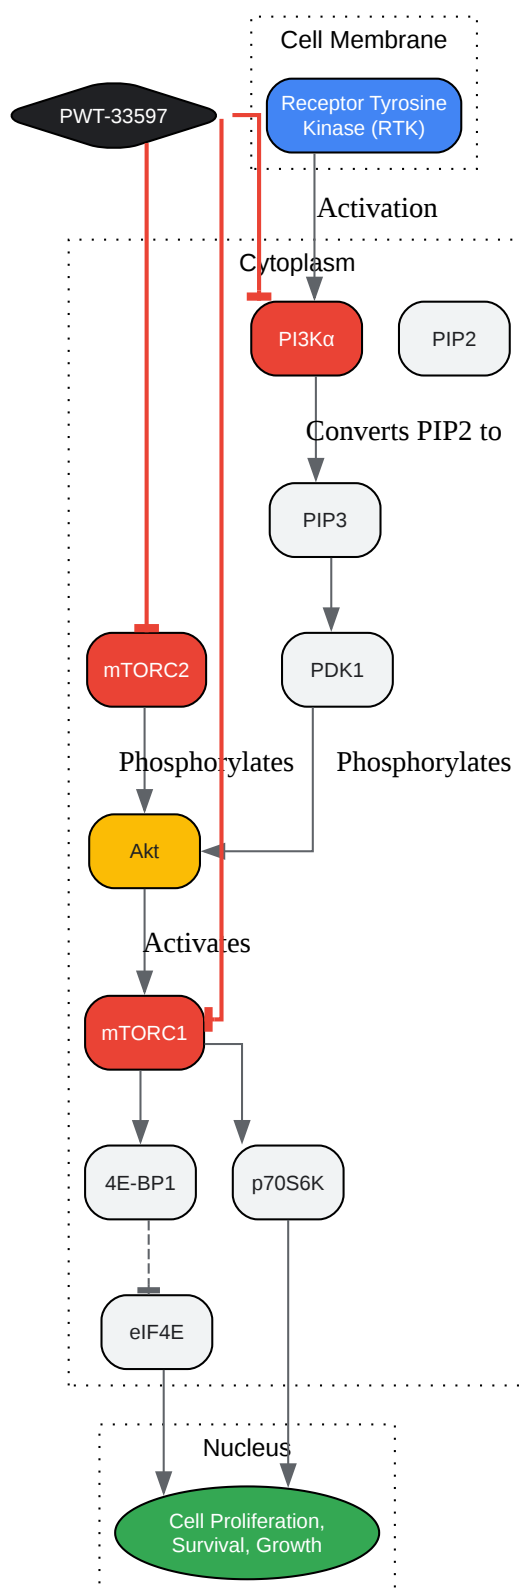 Cell Membrane
PWT-33597
Receptor Tyrosine
Kinase (RTK)
Activation
Cytoplasm
PI3Kα
PIP2
Converts PIP2 to
PIP3
mTORC2
PDK1
Phosphorylates
Phosphorylates
Akt
Activates
mTORC1
4E-BP1
p70S6K
eIF4E
Nucleus
Cell Proliferation,
Survival, Growth